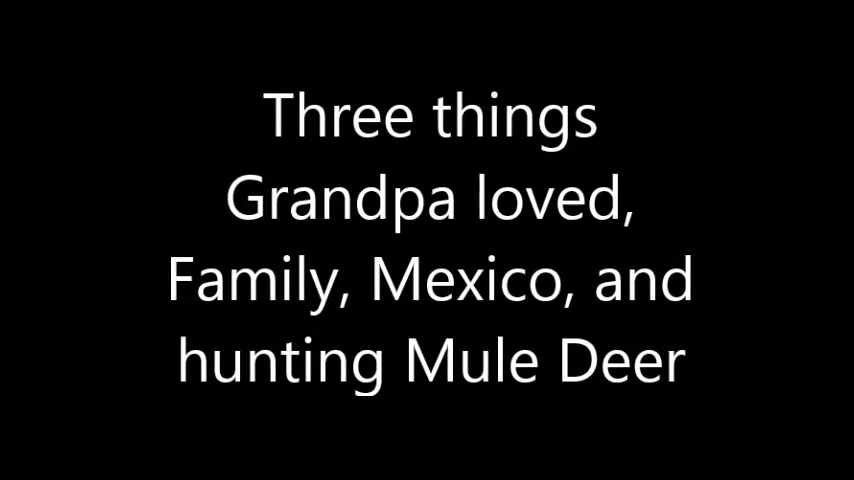 Three things
Grandpa loved,
Family, Mexico, and
hunting Mule Deer